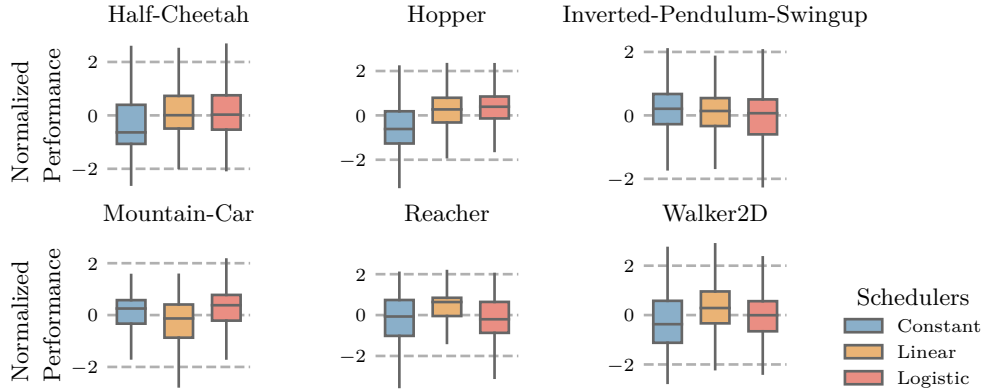 Half-Cheetah
Hopper
Inverted-Pendulum-Swingup
Normalized
Performance
2
0
−2
2
0
−2
2
0
−2
Mountain-Car
Reacher
Walker2D
Normalized
Performance
2
0
−2
2
0
−2
2
0
−2
Schedulers
Constant
Linear
Logistic